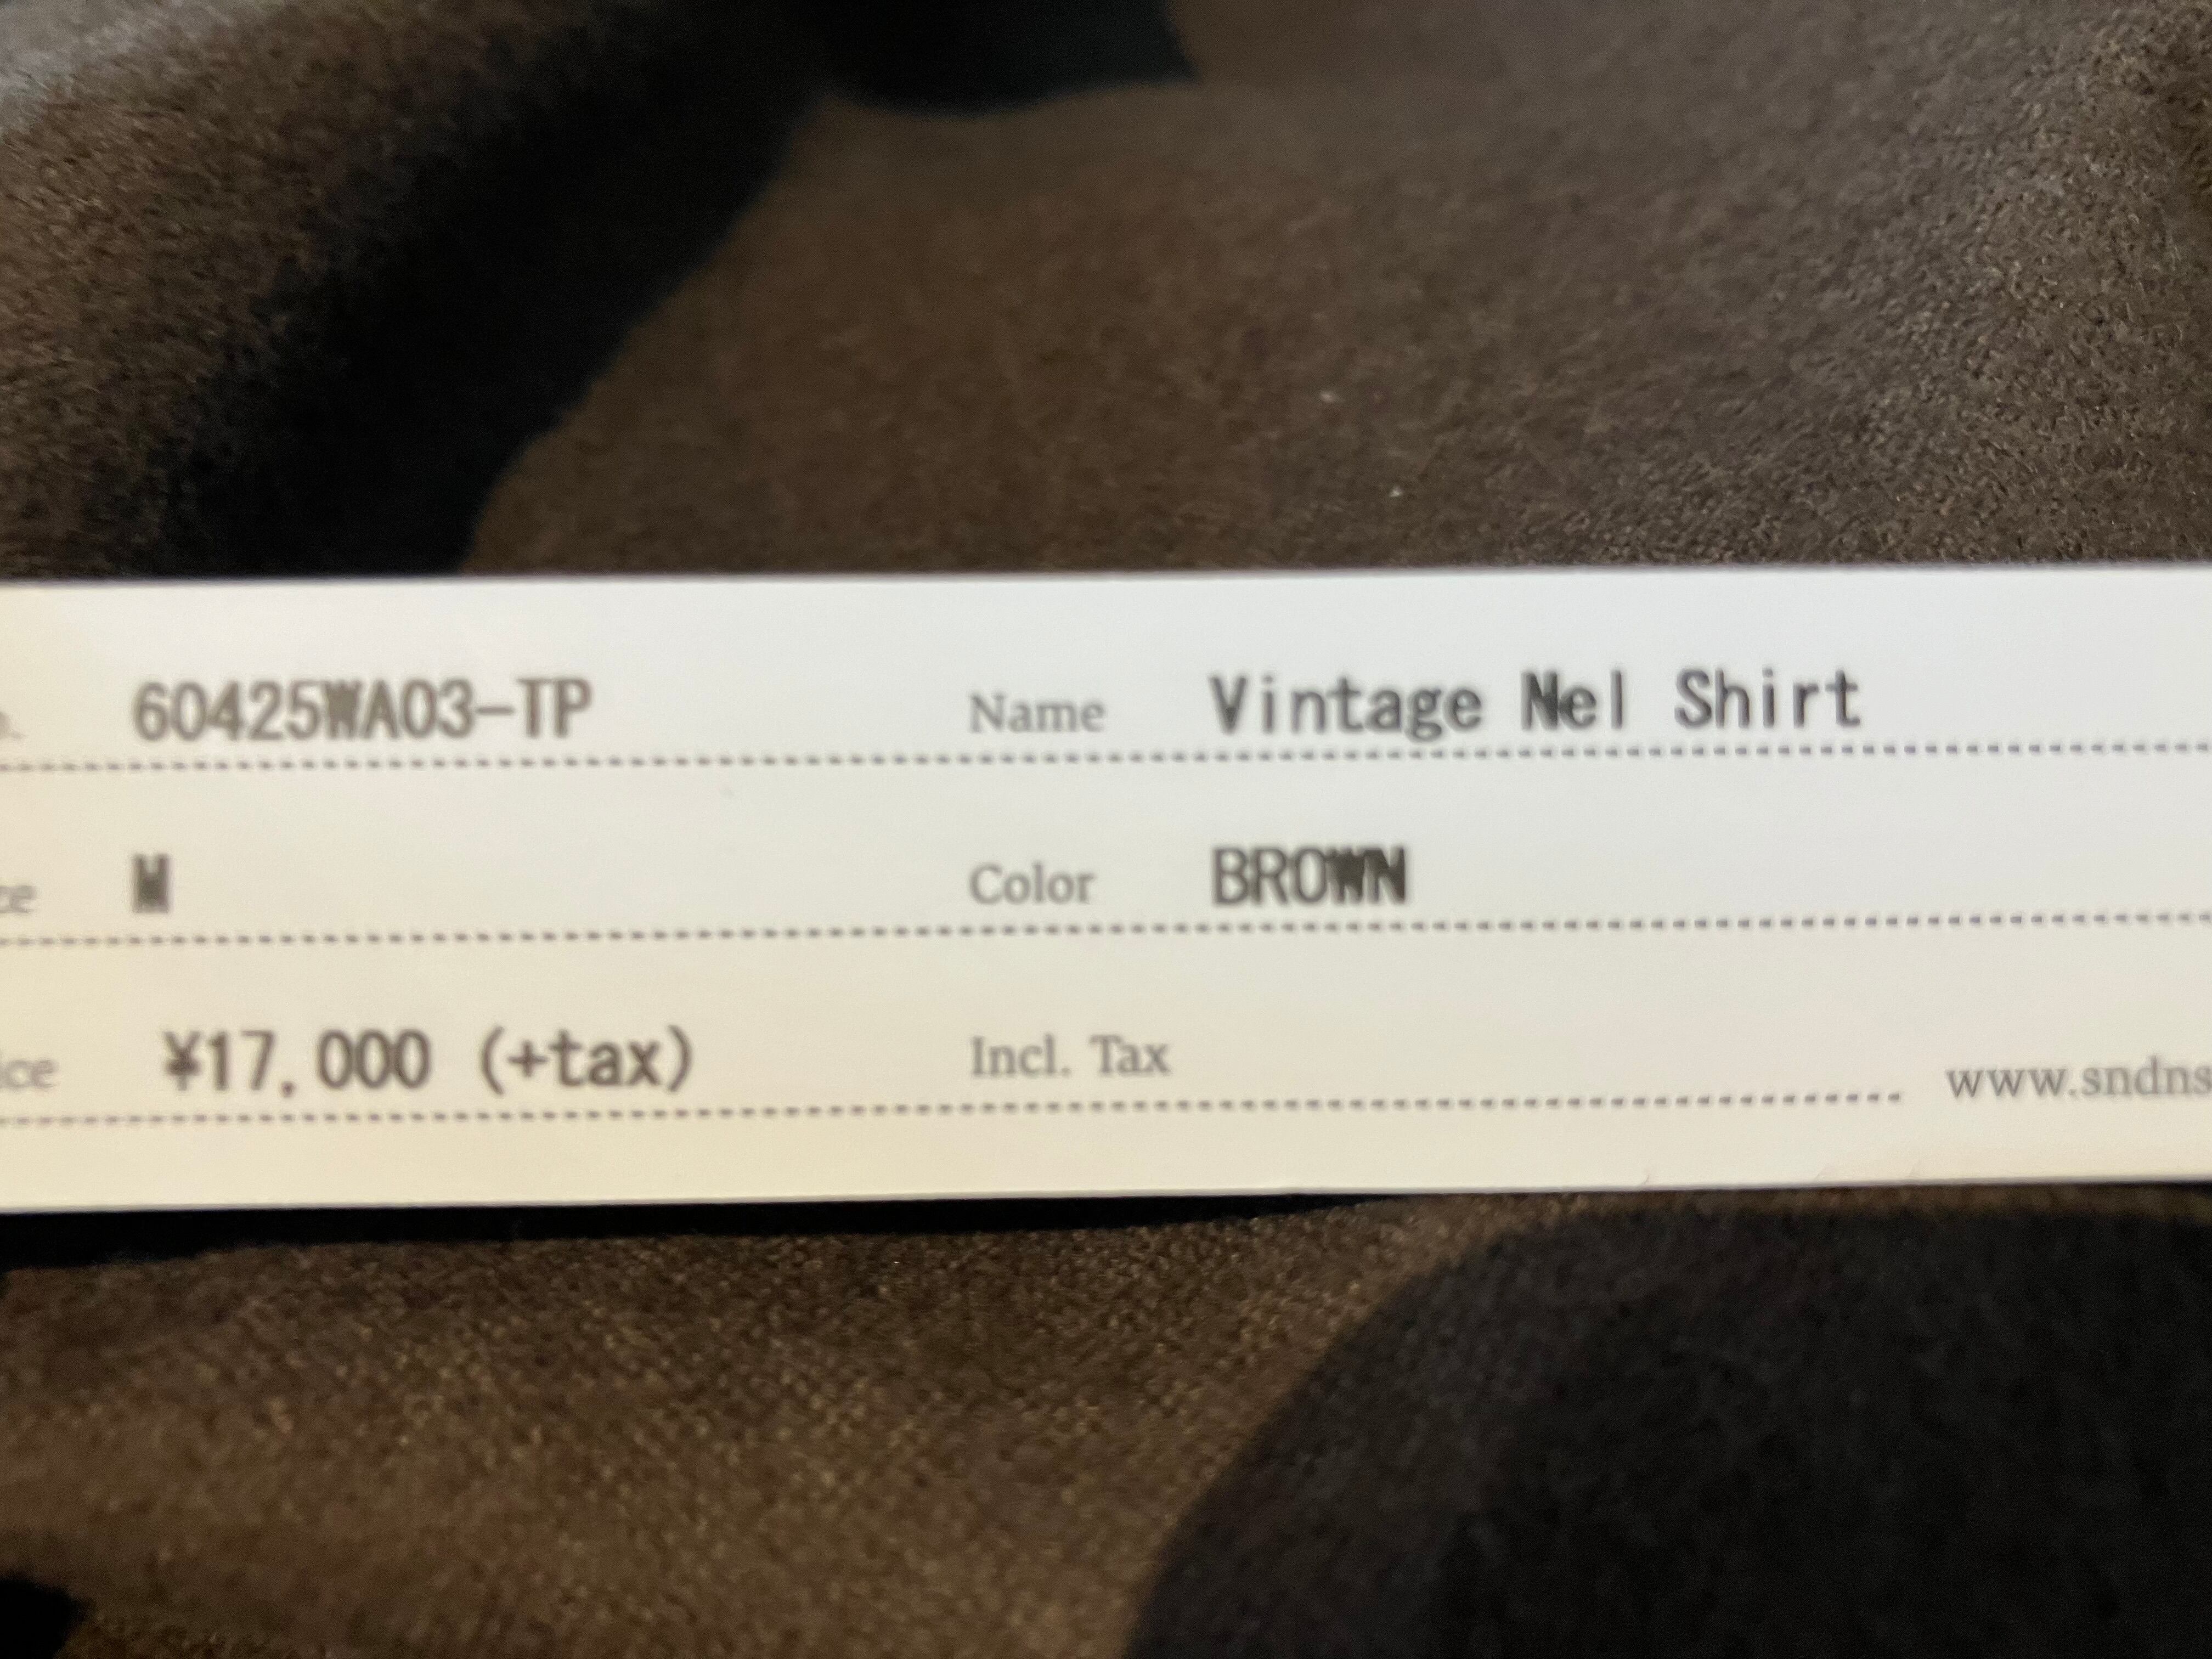 60425WA03-TP Name Vintage Nel Shirt
M Color BROWN
¥17,000 (+tax) Incl. Tax www.sndns